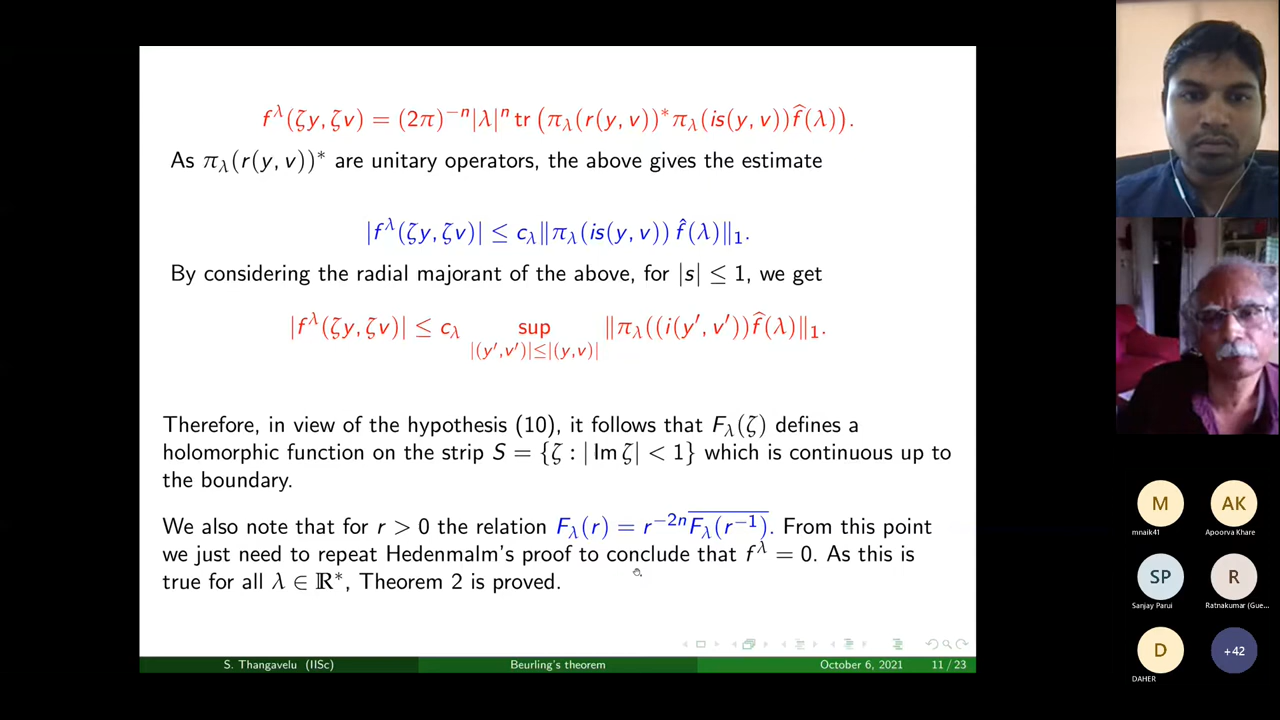 f^λ(ζy, ζv) = (2π)^{−n}|λ|^n tr (π_λ(r(y, v))* π_λ(is(y, v)) f̂(λ)).
As π_λ(r(y, v))* are unitary operators, the above gives the estimate
|f^λ(ζy, ζv)| ≤ c_λ‖π_λ(is(y, v)) f̂(λ)‖₁.
By considering the radial majorant of the above, for |s| ≤ 1, we get
|f^λ(ζy, ζv)| ≤ c_λ sup_{|(y′,v′)|≤|(y,v)|} ‖π_λ((i(y′, v′)) f̂(λ)‖₁.
Therefore, in view of the hypothesis (10), it follows that F_λ(ζ) defines a
holomorphic function on the strip S = {ζ : | Im ζ| < 1} which is continuous up to
the boundary.
We also note that for r > 0 the relation F_λ(r) = r^{−2n}\overline{F_λ(r^{−1})}. From this point
we just need to repeat Hedenmalm's proof to conclude that f^λ = 0. As this is
true for all λ ∈ ℝ*, Theorem 2 is proved.
S. Thangavelu (IISc) Beurling's theorem October 6, 2021 11 / 23
M AK
mnaik41 Apoorva Khare
SP R
Sanjay Parui Ratnakumar (Gue...
D +42
DAHER